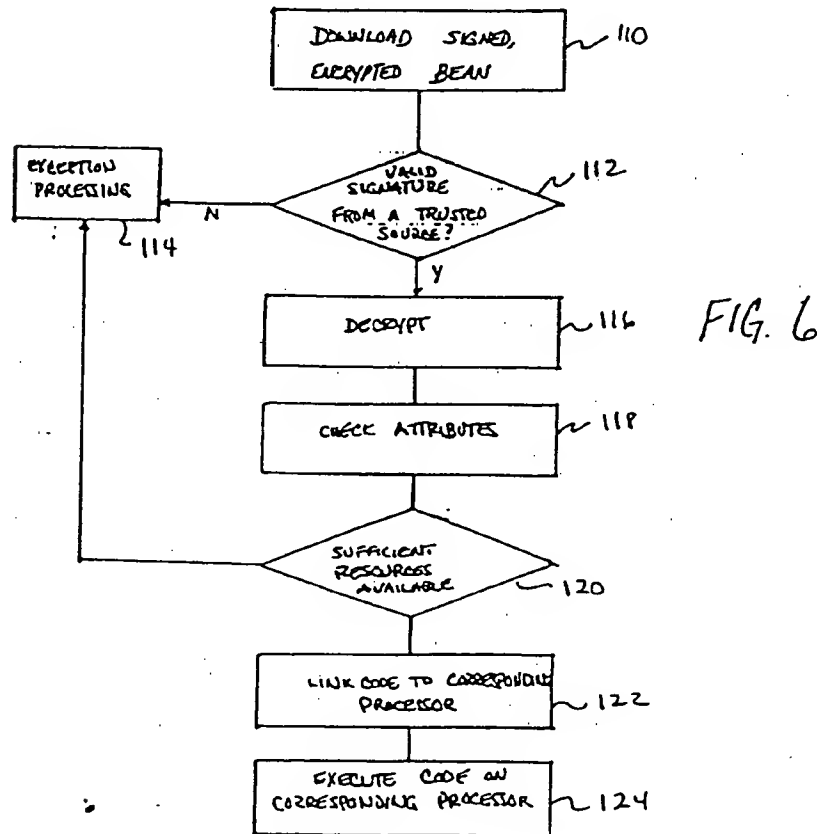 DOWNLOAD SIGNED,
ENCRYPTED BEAN
110
EXCEPTION
PROCESSING
114
N
VALID
SIGNATURE
FROM A TRUSTED
SOURCE?
112
Y
DECRYPT
116
FIG. 6
CHECK ATTRIBUTES
118
SUFFICIENT
RESOURCES
AVAILABLE
120
LINK CODE TO CORRESPONDING
PROCESSOR
122
EXECUTE CODE ON
CORRESPONDING PROCESSOR
124